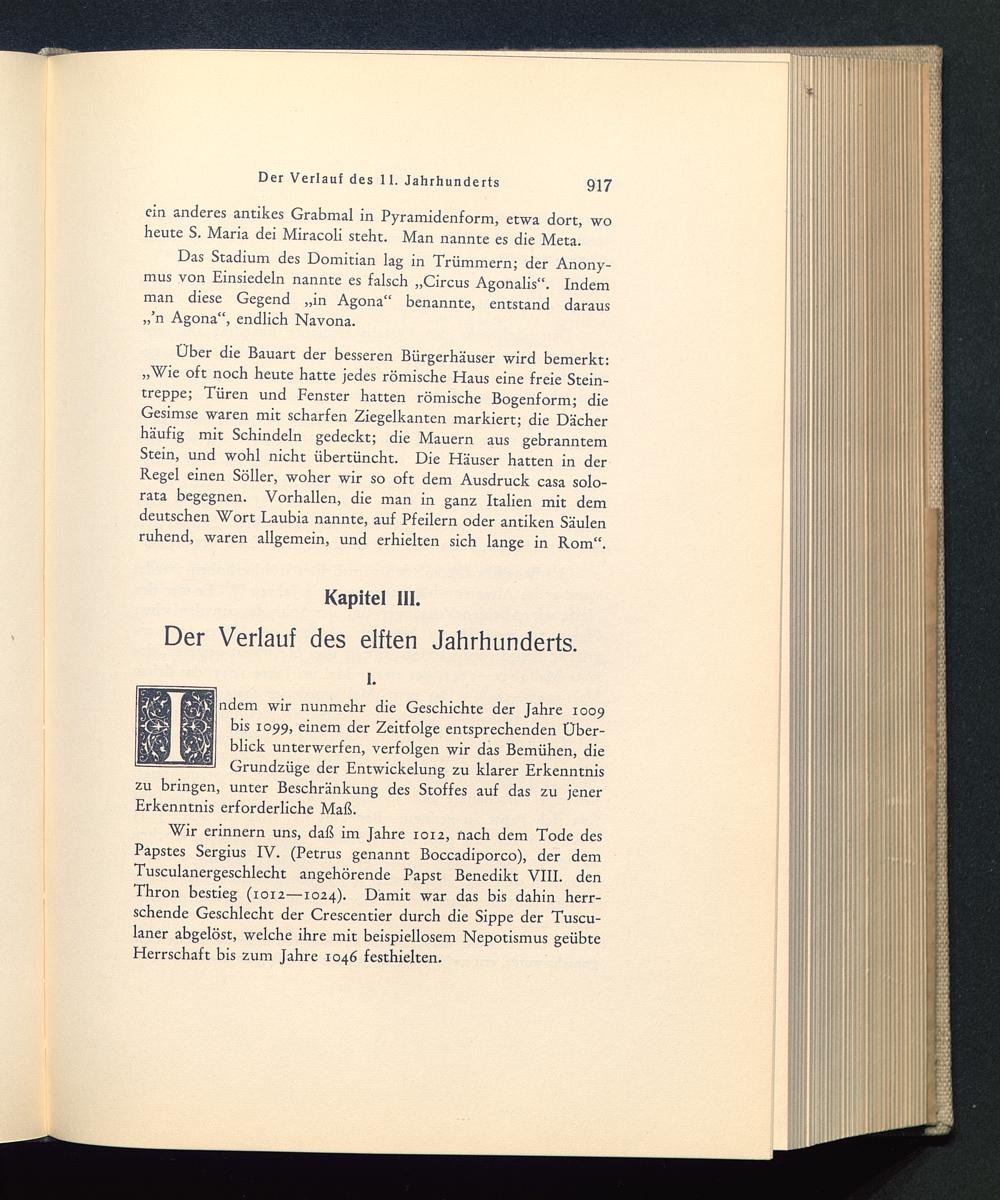 Der Verlauf des 11. Jahrhunderts 917
ein anderes antikes Grabmal in Pyramidenform, etwa dort, wo
heute S. Maria dei Miracoli steht. Man nannte es die Meta.
Das Stadium des Domitian lag in Trümmern; der Anony-
mus von Einsiedeln nannte es falsch „Circus Agonalis“. Indem
man diese Gegend „in Agona“ benannte, entstand daraus
„'n Agona“, endlich Navona.
Über die Bauart der besseren Bürgerhäuser wird bemerkt:
„Wie oft noch heute hatte jedes römische Haus eine freie Stein-
treppe; Türen und Fenster hatten römische Bogenform; die
Gesimse waren mit scharfen Ziegelkanten markiert; die Dächer
häufig mit Schindeln gedeckt; die Mauern aus gebranntem
Stein, und wohl nicht übertüncht. Die Häuser hatten in der
Regel einen Söller, woher wir so oft dem Ausdruck casa solo-
rata begegnen. Vorhallen, die man in ganz Italien mit dem
deutschen Wort Laubia nannte, auf Pfeilern oder antiken Säulen
ruhend, waren allgemein, und erhielten sich lange in Rom“.
Kapitel III.
Der Verlauf des elften Jahrhunderts.
I.
Indem wir nunmehr die Geschichte der Jahre 1009
bis 1099, einem der Zeitfolge entsprechenden Über-
blick unterwerfen, verfolgen wir das Bemühen, die
Grundzüge der Entwickelung zu klarer Erkenntnis
zu bringen, unter Beschränkung des Stoffes auf das zu jener
Erkenntnis erforderliche Maß.
Wir erinnern uns, daß im Jahre 1012, nach dem Tode des
Papstes Sergius IV. (Petrus genannt Boccadiporco), der dem
Tusculanergeschlecht angehörende Papst Benedikt VIII. den
Thron bestieg (1012—1024). Damit war das bis dahin herr-
schende Geschlecht der Crescentier durch die Sippe der Tuscu-
laner abgelöst, welche ihre mit beispiellosem Nepotismus geübte
Herrschaft bis zum Jahre 1046 festhielten.